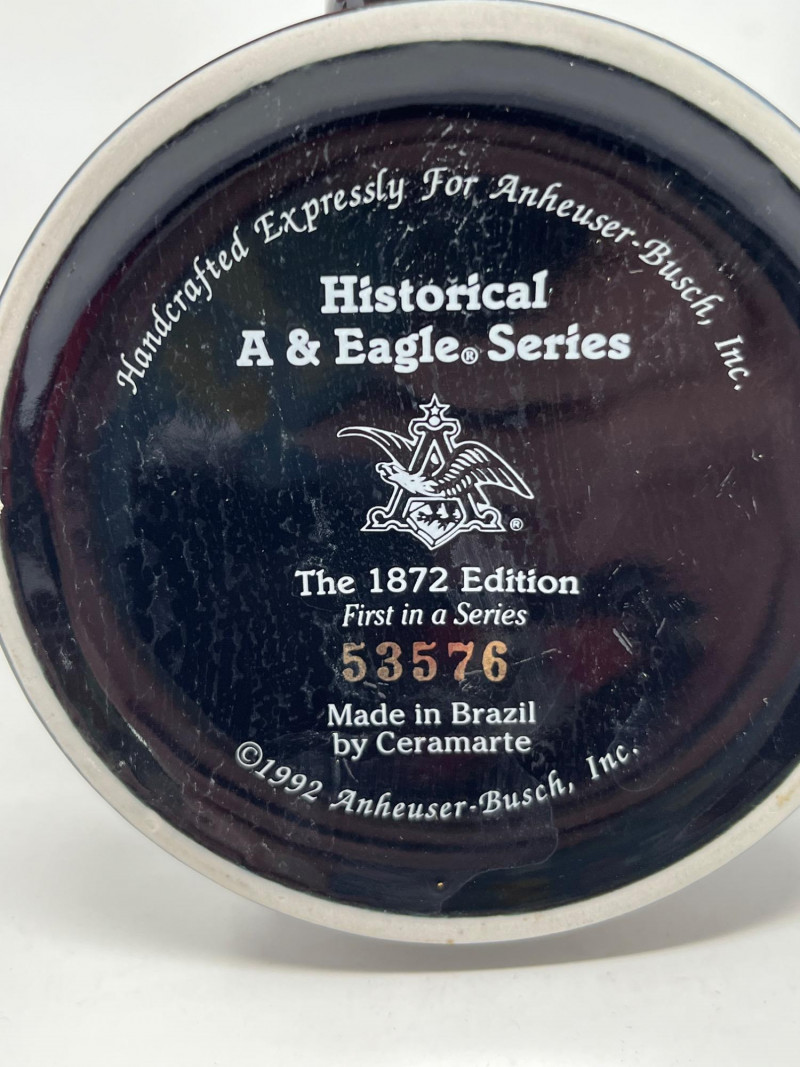 Handcrafted Expressly For Anheuser-Busch, Inc.
Historical
A & Eagle® Series
A
®
The 1872 Edition
First in a Series
53576
Made in Brazil
by Ceramarte
©1992 Anheuser-Busch, Inc.